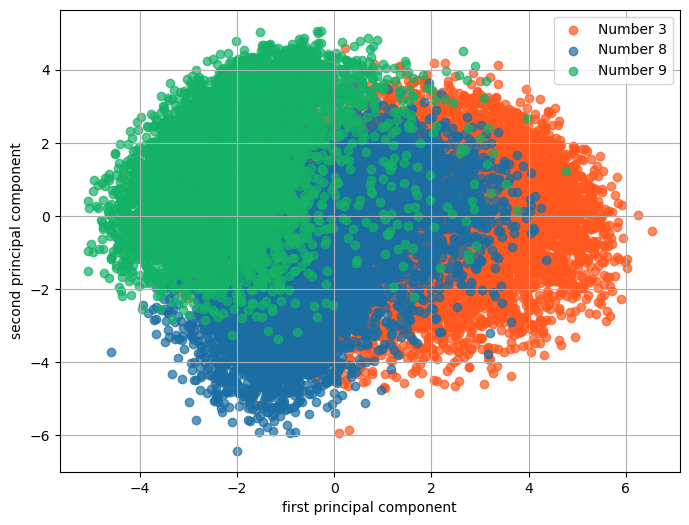 Number 3
Number 8
Number 9
4
2
0
−2
−4
−6
second principal component
−4
−2
0
2
4
6
first principal component